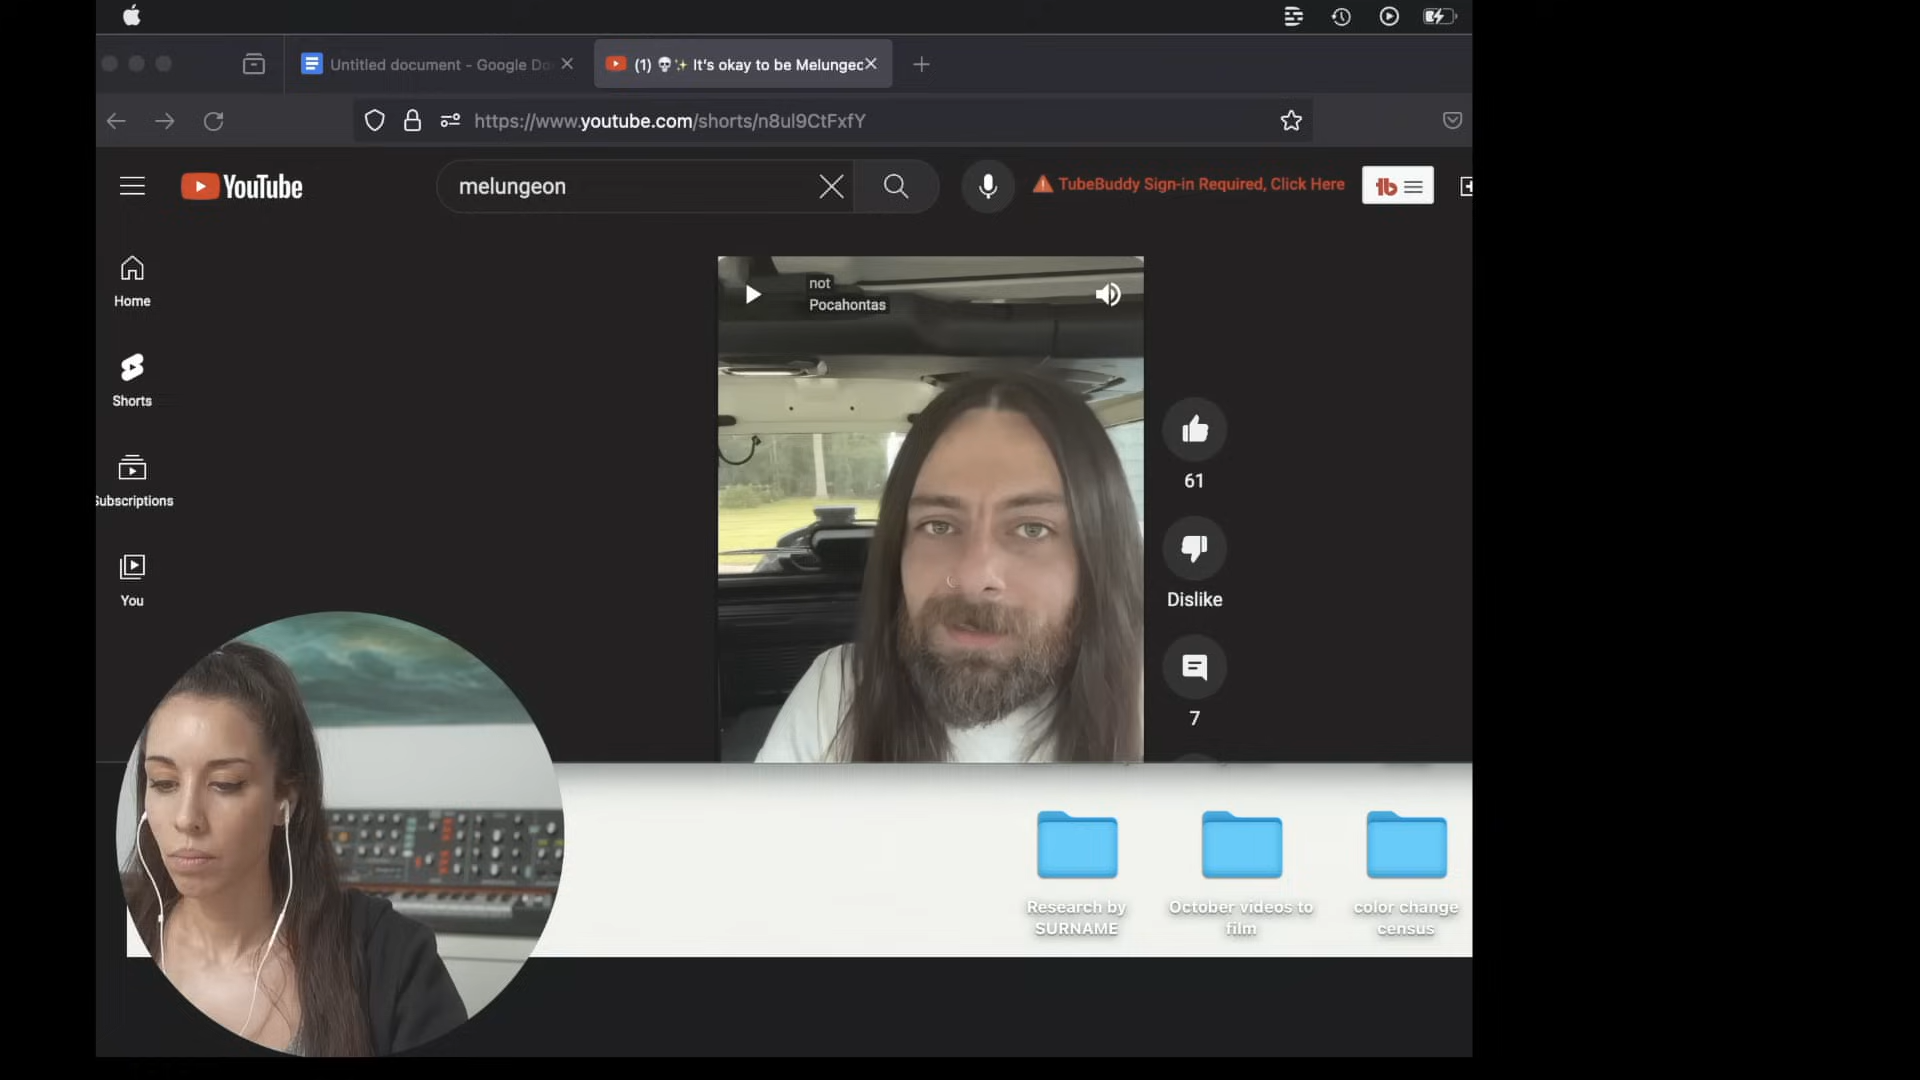 Untitled document - Google Do
(1) 💀✨ It's okay to be Melungeo
https://www.youtube.com/shorts/n8ul9CtFxfY
YouTube
melungeon
TubeBuddy Sign-in Required, Click Here
tb
Home
Shorts
Subscriptions
You
not
Pocahontas
61
Dislike
7
Research by
SURNAME
October videos to
film
color change
census